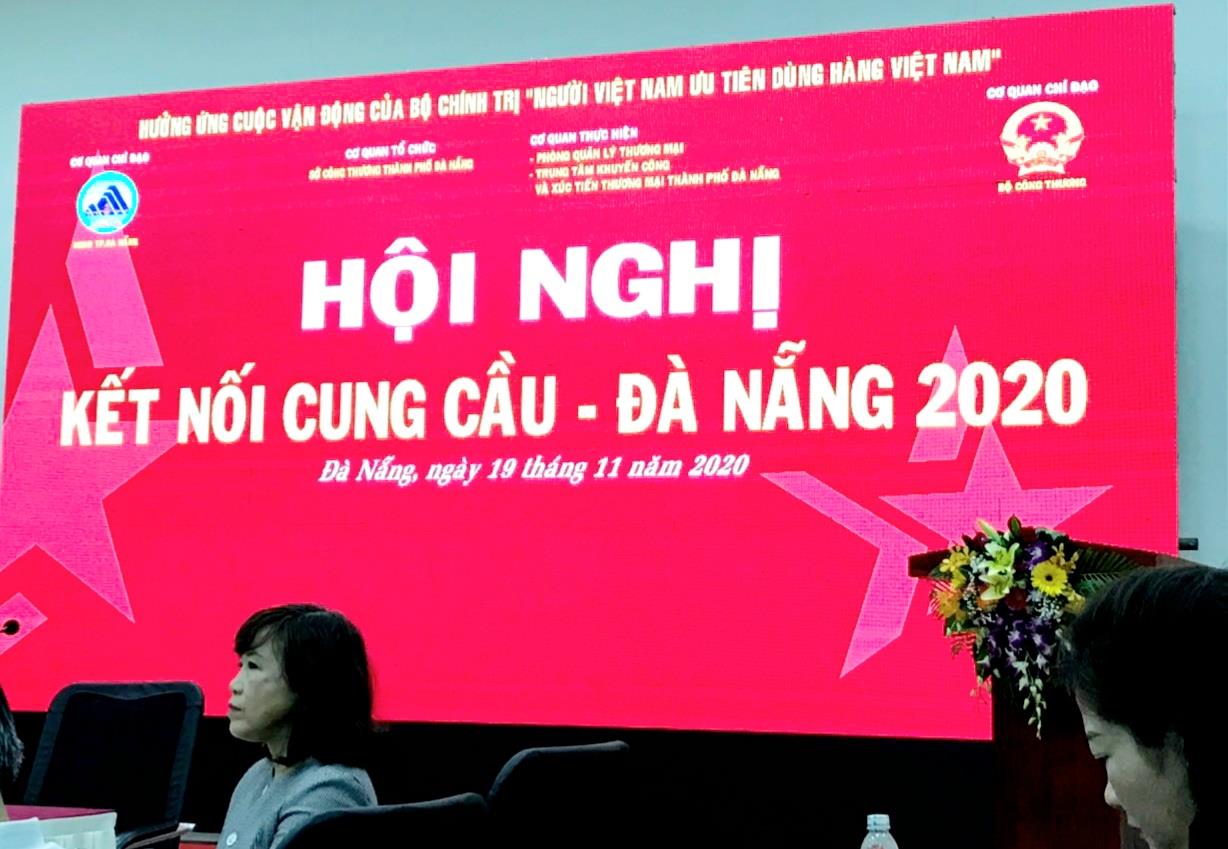 HƯỞNG ỨNG CUỘC VẬN ĐỘNG CỦA BỘ CHÍNH TRỊ "NGƯỜI VIỆT NAM ƯU TIÊN DÙNG HÀNG VIỆT NAM"
CƠ QUAN CHỈ ĐẠO
TP.ĐÀ NẴNG
CƠ QUAN TỔ CHỨC
SỞ CÔNG THƯƠNG THÀNH PHỐ ĐÀ NẴNG
CƠ QUAN THỰC HIỆN
- PHÒNG QUẢN LÝ THƯƠNG MẠI
- TRUNG TÂM KHUYẾN CÔNG
VÀ XÚC TIẾN THƯƠNG MẠI THÀNH PHỐ ĐÀ NẴNG
CƠ QUAN CHỈ ĐẠO
BỘ CÔNG THƯƠNG
HỘI NGHỊ
KẾT NỐI CUNG CẦU - ĐÀ NẴNG 2020
Đà Nẵng, ngày 19 tháng 11 năm 2020